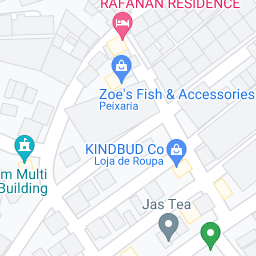 RAFANAN RESIDENCE
Zoe's Fish & Accessories
Peixaria
KINDBUD Co
Loja de Roupa
m Multi
Building
Jas Tea